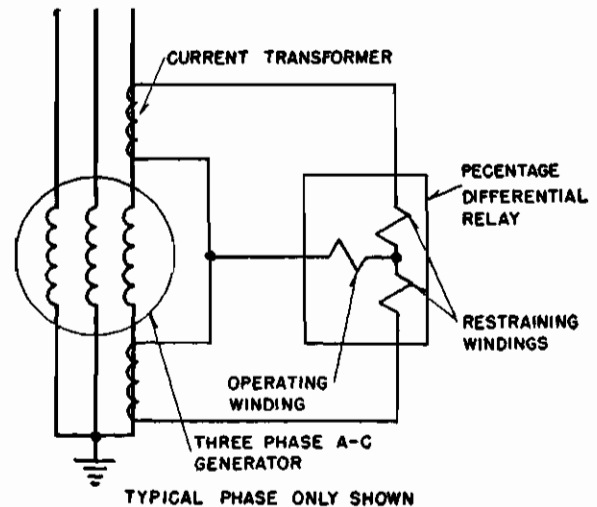 CURRENT TRANSFORMER
PECENTAGE
DIFFERENTIAL
RELAY
RESTRAINING
WINDINGS
OPERATING
WINDING
THREE PHASE A-C
GENERATOR
TYPICAL PHASE ONLY SHOWN